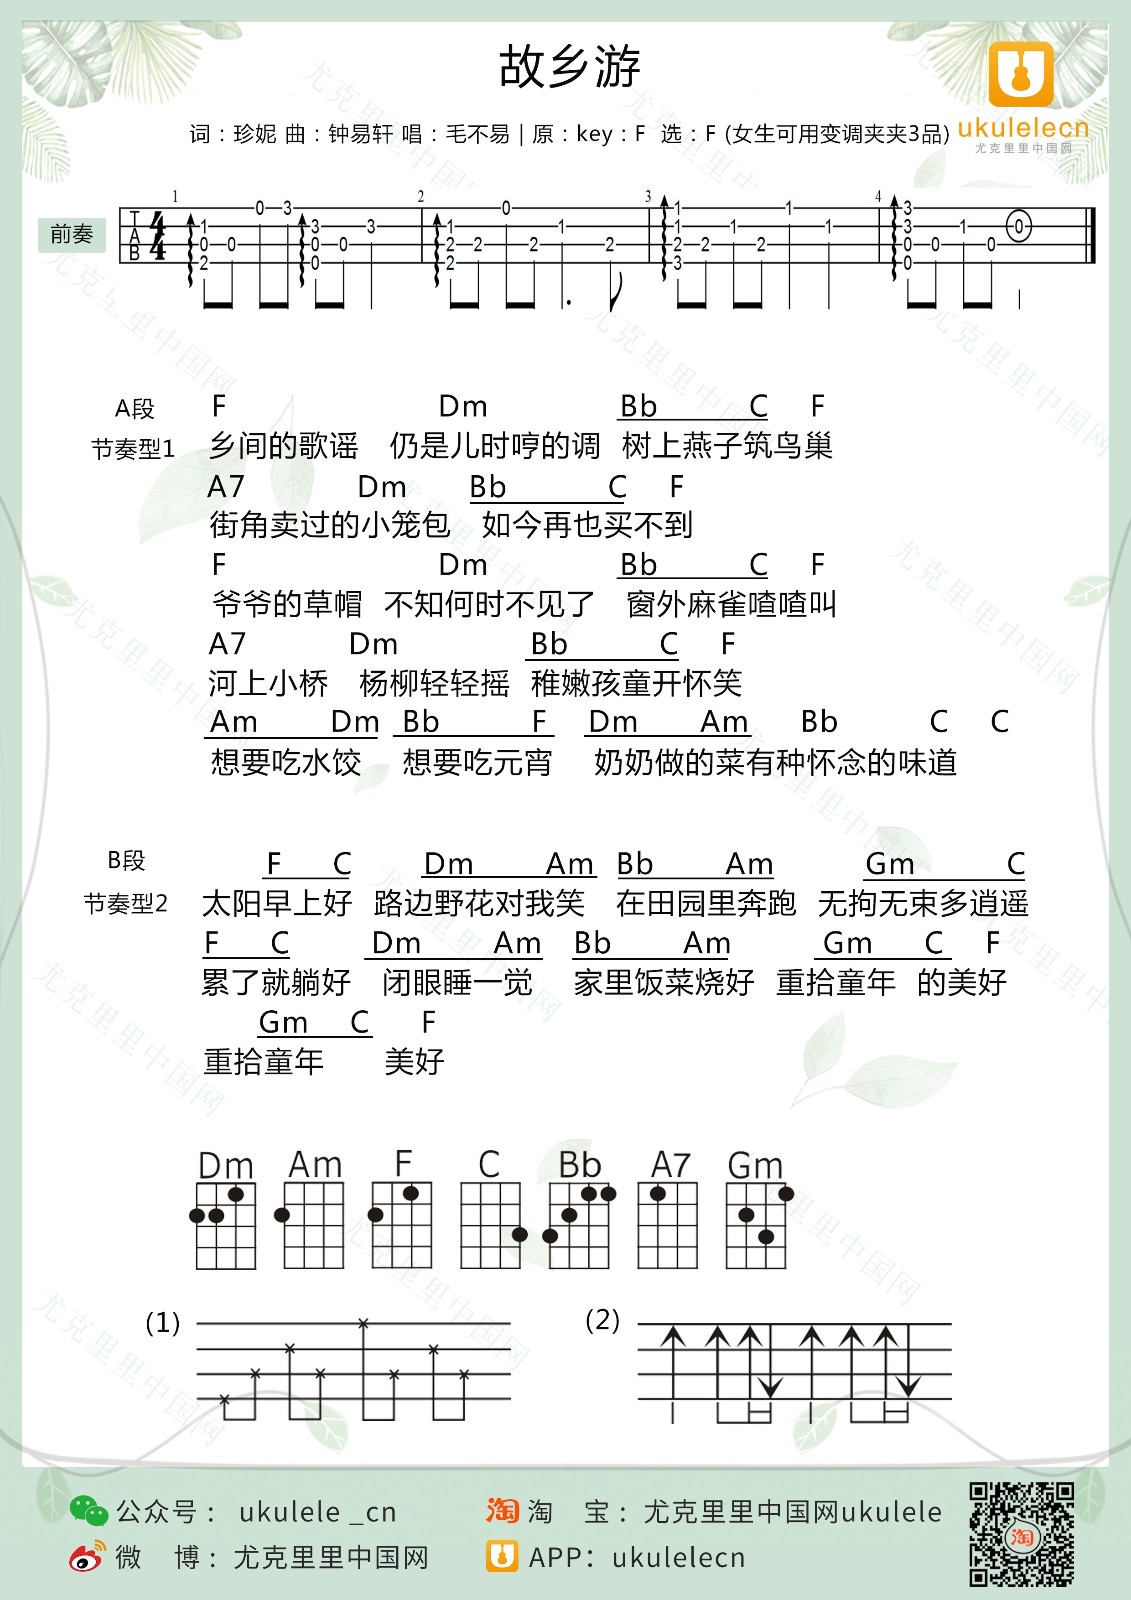 故乡游
词：珍妮 曲：钟易轩 唱：毛不易 | 原：key：F 选：F (女生可用变调夹夹3品)
ukulelecn
尤克里里中国网
前奏
1 2 3 4
T A B 4 4
A段 F Dm Bb C F
节奏型1 乡间的歌谣 仍是儿时哼的调 树上燕子筑鸟巢
A7 Dm Bb C F
街角卖过的小笼包 如今再也买不到
F Dm Bb C F
爷爷的草帽 不知何时不见了 窗外麻雀喳喳叫
A7 Dm Bb C F
河上小桥 杨柳轻轻摇 稚嫩孩童开怀笑
Am Dm Bb F Dm Am Bb C C
想要吃水饺 想要吃元宵 奶奶做的菜有种怀念的味道
B段 F C Dm Am Bb Am Gm C
节奏型2 太阳早上好 路边野花对我笑 在田园里奔跑 无拘无束多逍遥
F C Dm Am Bb Am Gm C F
累了就躺好 闭眼睡一觉 家里饭菜烧好 重拾童年 的美好
Gm C F
重拾童年 美好
Dm Am F C Bb A7 Gm
(1) (2)
公众号： ukulele _cn
淘 淘 宝：尤克里里中国网ukulele
微 博：尤克里里中国网
APP：ukulelecn
淘